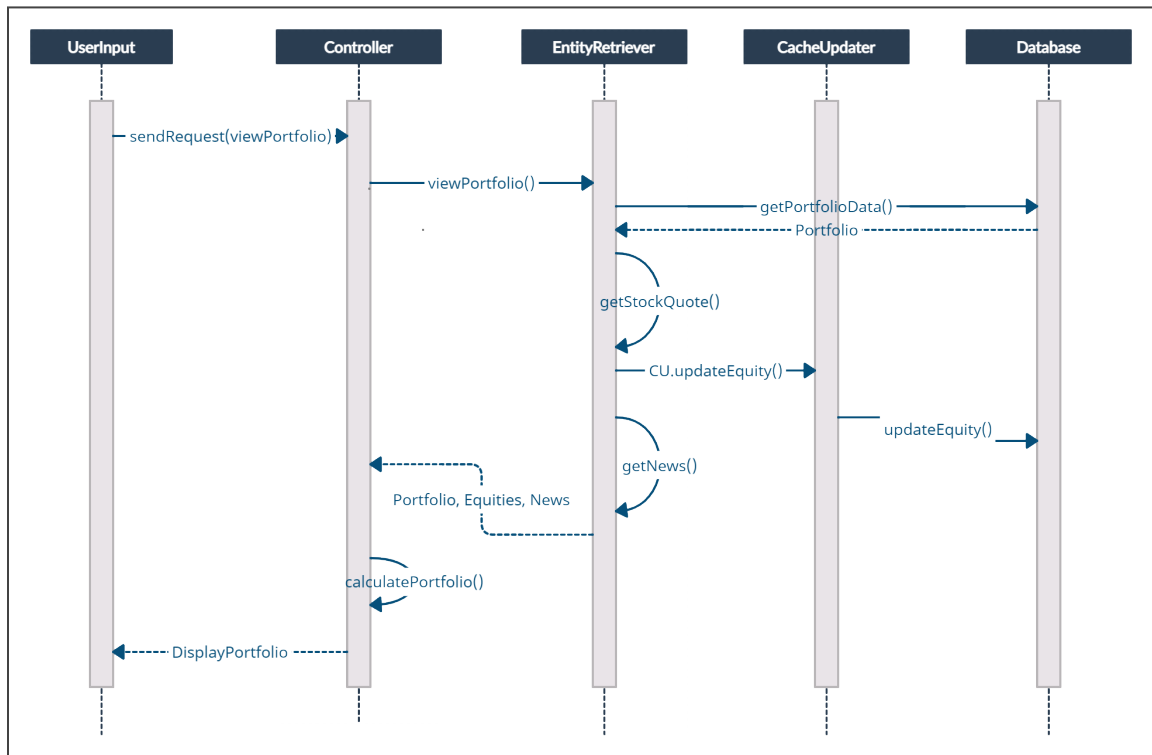 UserInput
Controller
EntityRetriever
CacheUpdater
Database
sendRequest(viewPortfolio)
viewPortfolio()
getPortfolioData()
Portfolio
getStockQuote()
CU.updateEquity()
updateEquity()
getNews()
Portfolio, Equities, News
calculatePortfolio()
DisplayPortfolio